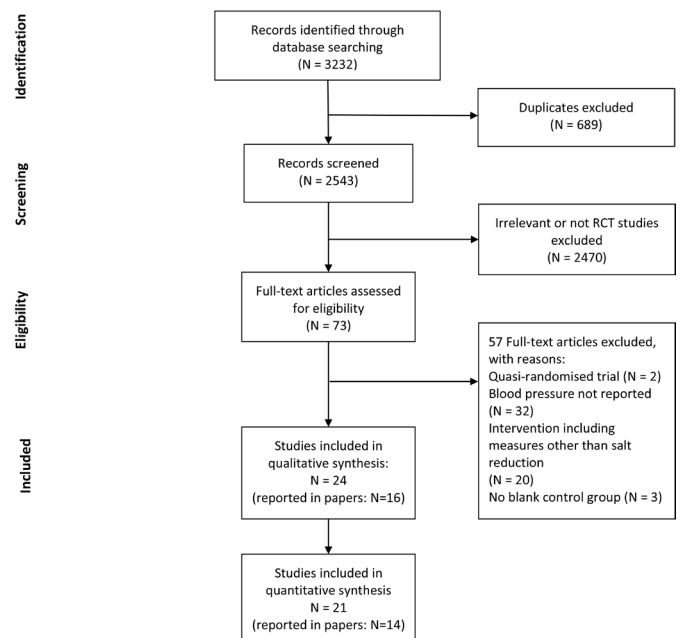 Identification
Records identified through
database searching
(N = 3232)
Duplicates excluded
(N = 689)
Screening
Records screened
(N = 2543)
Irrelevant or not RCT studies
excluded
(N = 2470)
Eligibility
Full-text articles assessed
for eligibility
(N = 73)
57 Full-text articles excluded,
with reasons:
Quasi-randomised trial (N = 2)
Blood pressure not reported
(N = 32)
Intervention including
measures other than salt
reduction
(N = 20)
No blank control group (N = 3)
Included
Studies included in
qualitative synthesis:
N = 24
(reported in papers: N=16)
Studies included in
quantitative synthesis
N = 21
(reported in papers: N=14)